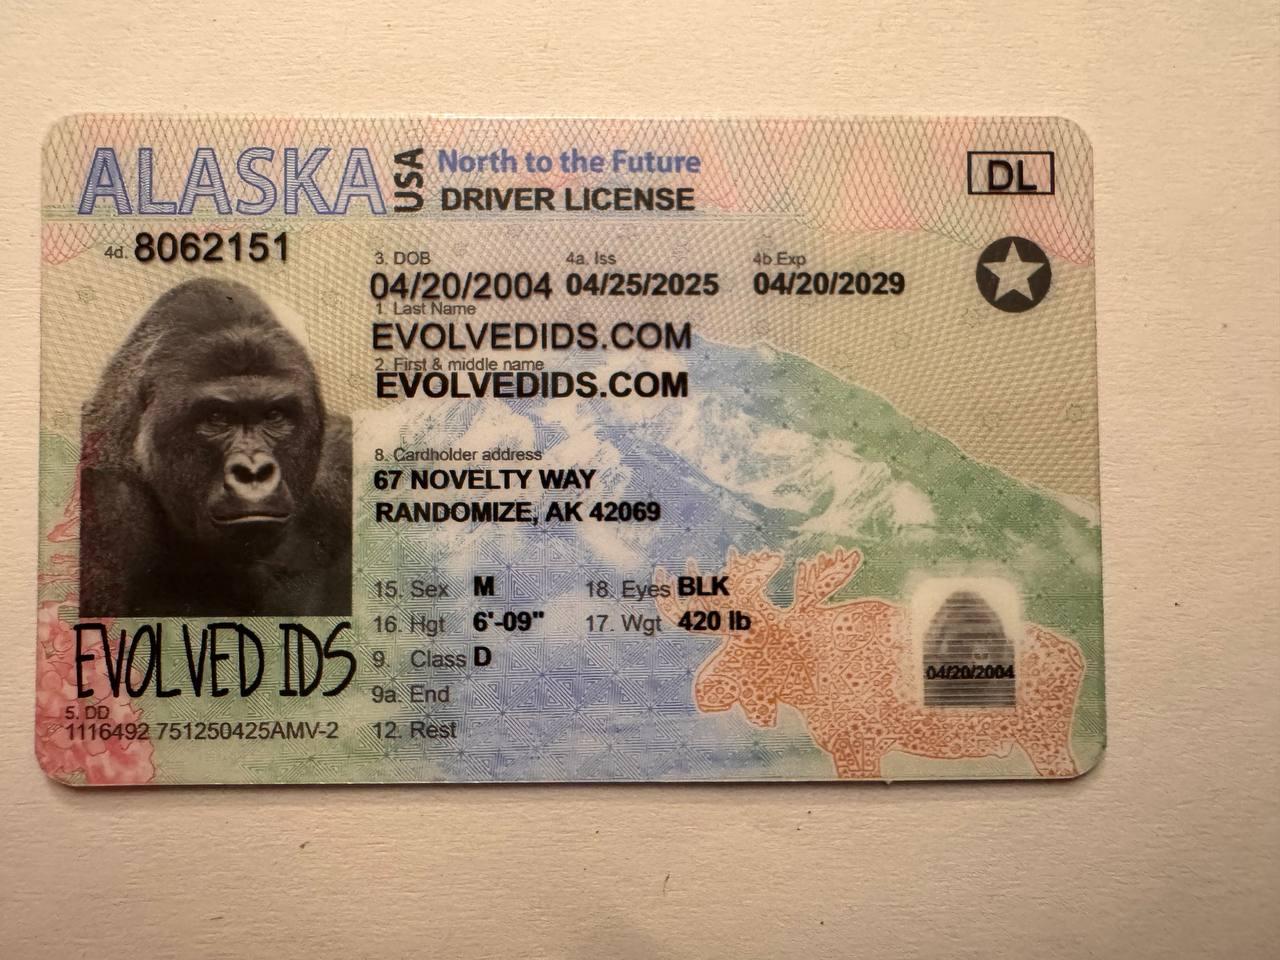 ALASKA USA North to the Future
DRIVER LICENSE
DL
4d. 8062151
3. DOB 4a. Iss 4b Exp
04/20/2004 04/25/2025 04/20/2029
1. Last Name
EVOLVEDIDS.COM
2. First & middle name
EVOLVEDIDS.COM
8. Cardholder address
67 NOVELTY WAY
RANDOMIZE, AK 42069
15. Sex M 18. Eyes BLK
16. Hgt 6'-09" 17. Wgt 420 lb
9. Class D
9a. End
12. Rest
EVOLVED IDS
5. DD
1116492 751250425AMV-2
04/20/2004